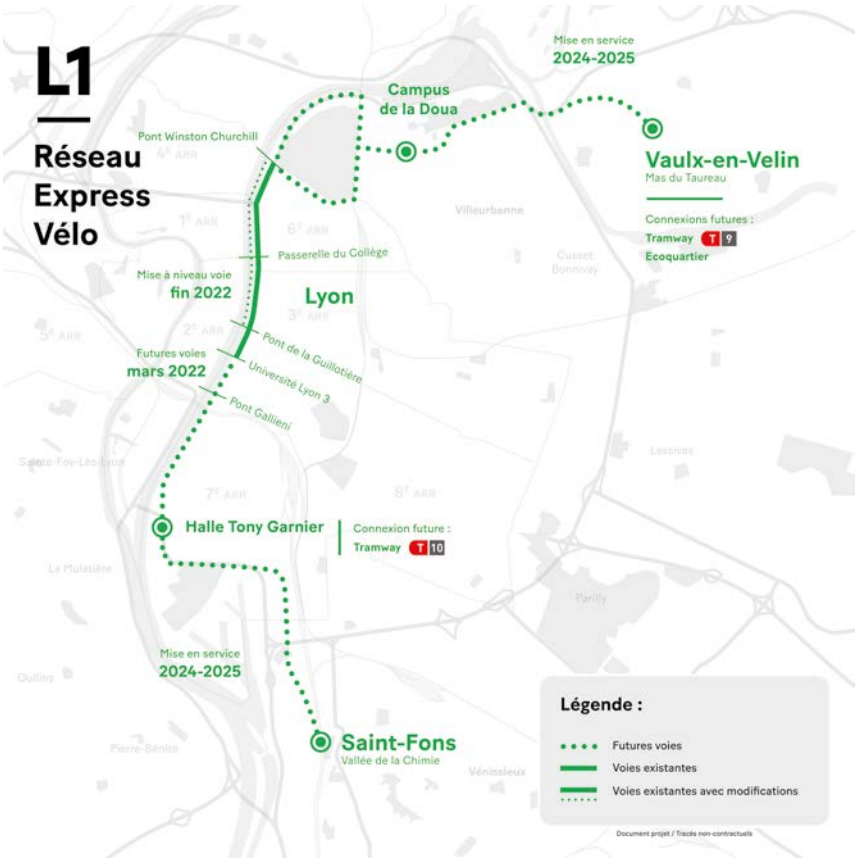 L1
Réseau
Express
Vélo
Mise en service
2024-2025
Campus
de la Doua
Pont Winston Churchill
4E ARR
Vaulx-en-Velin
Mas du Taureau
Connexions futures :
Tramway T 9
Ecoquartier
Villeurbanne
1E ARR
6E ARR
Passerelle du Collège
Cusset
Bonnivay
Mise à niveau voie
fin 2022
Lyon
3E ARR
2E ARR
5E ARR
Pont de la Guillotière
Futures voies
mars 2022
Université Lyon 3
Pont Gallieni
Sainte-Foy-Lès-Lyon
Lessivas
7E ARR
8E ARR
Halle Tony Garnier
Connexion future :
Tramway T 10
La Mulatière
Parilly
Mise en service
2024-2025
Oullins
Saint-Fons
Vallée de la Chimie
Pierre-Bénite
Vénissieux
Légende :
Futures voies
Voies existantes
Voies existantes avec modifications
Document projet / Tracés non-contractuels